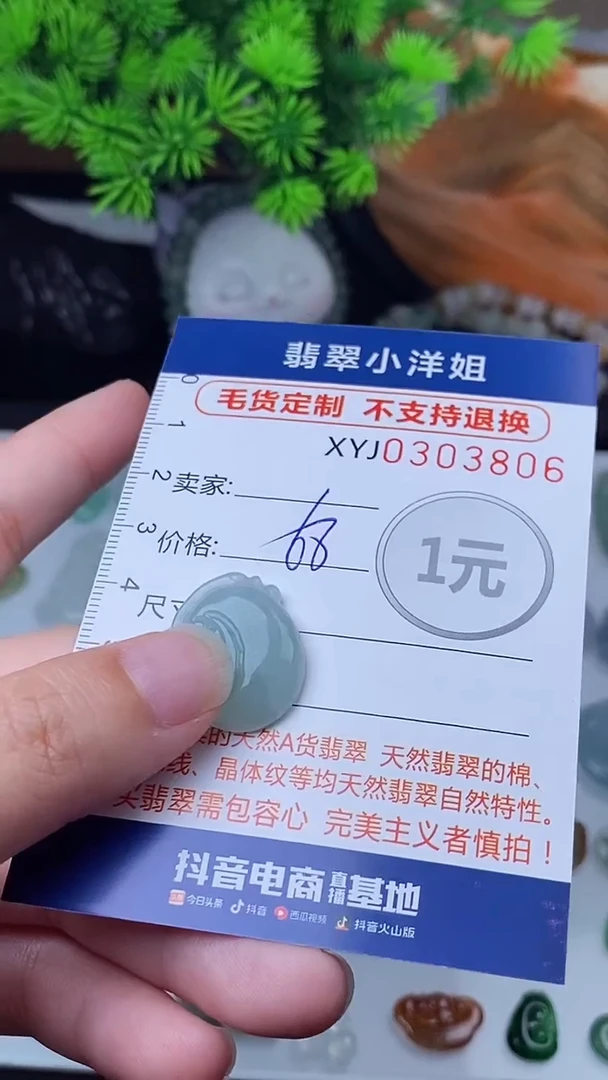 翡翠小洋姐
毛货定制 不支持退换
XYJ0303806
卖家:
价格: 68
1元
尺寸
的天然A货翡翠 天然翡翠的棉、
线、晶体纹等均天然翡翠自然特性。
买翡翠需包容心 完美主义者慎拍！
抖音电商直播基地
今日头条 抖音 西瓜视频 抖音火山版
0
1
2
3
4